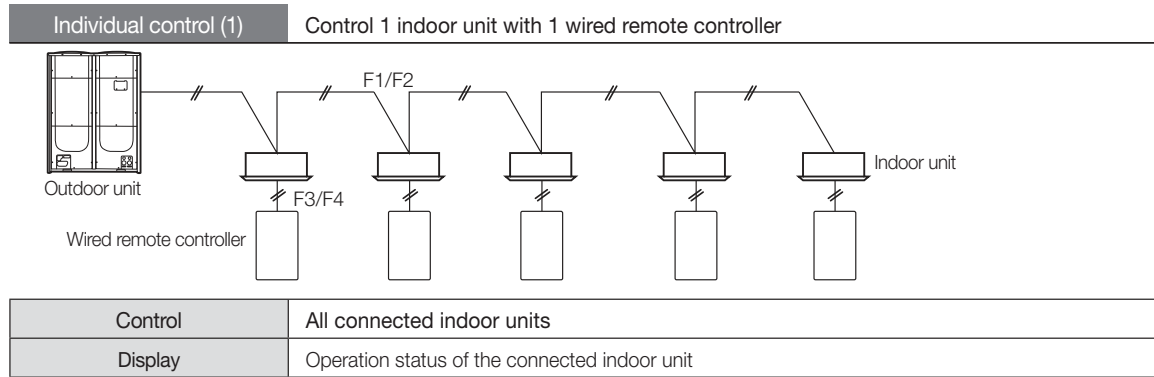 Individual control (1) Control 1 indoor unit with 1 wired remote controller
F1/F2
Indoor unit
Outdoor unit
F3/F4
Wired remote controller
Control All connected indoor units
Display Operation status of the connected indoor unit